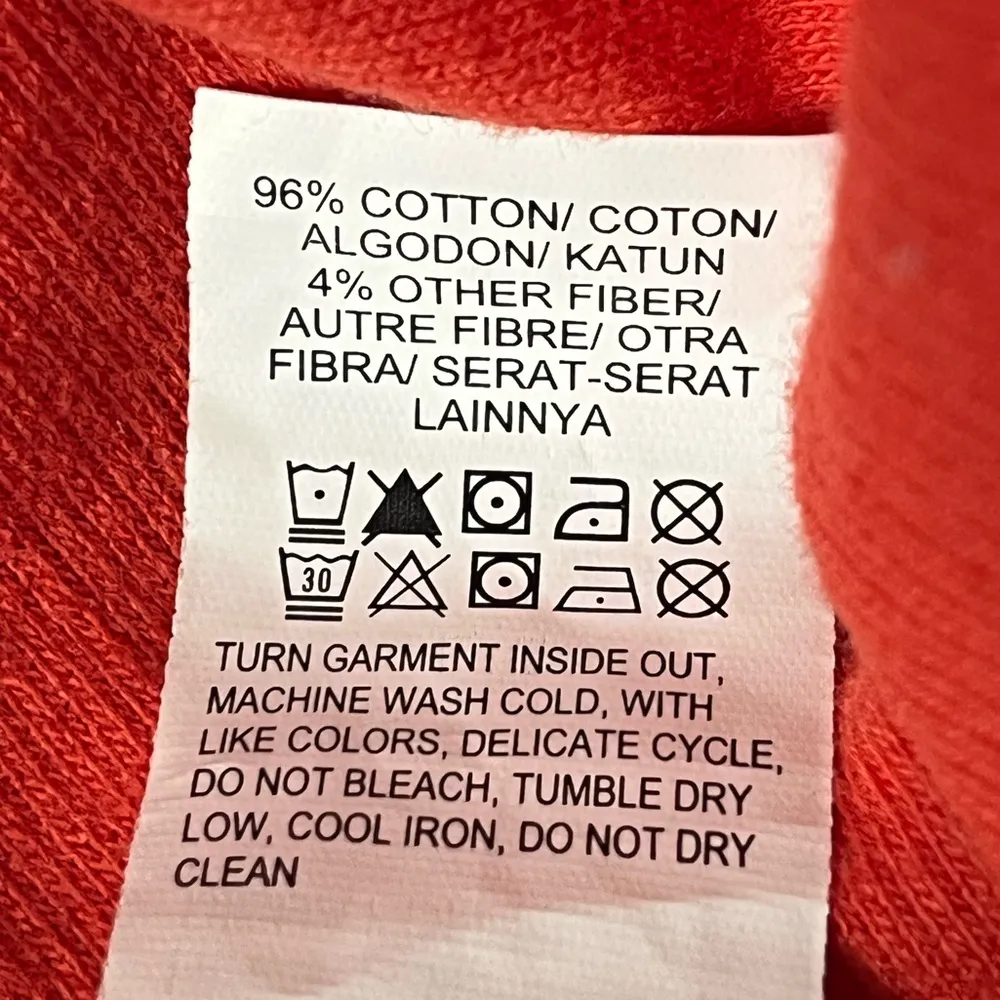 96% COTTON/ COTON/
ALGODON/ KATUN
4% OTHER FIBER/
AUTRE FIBRE/ OTRA
FIBRA/ SERAT-SERAT
LAINNYA
30
TURN GARMENT INSIDE OUT,
MACHINE WASH COLD, WITH
LIKE COLORS, DELICATE CYCLE,
DO NOT BLEACH, TUMBLE DRY
LOW, COOL IRON, DO NOT DRY
CLEAN